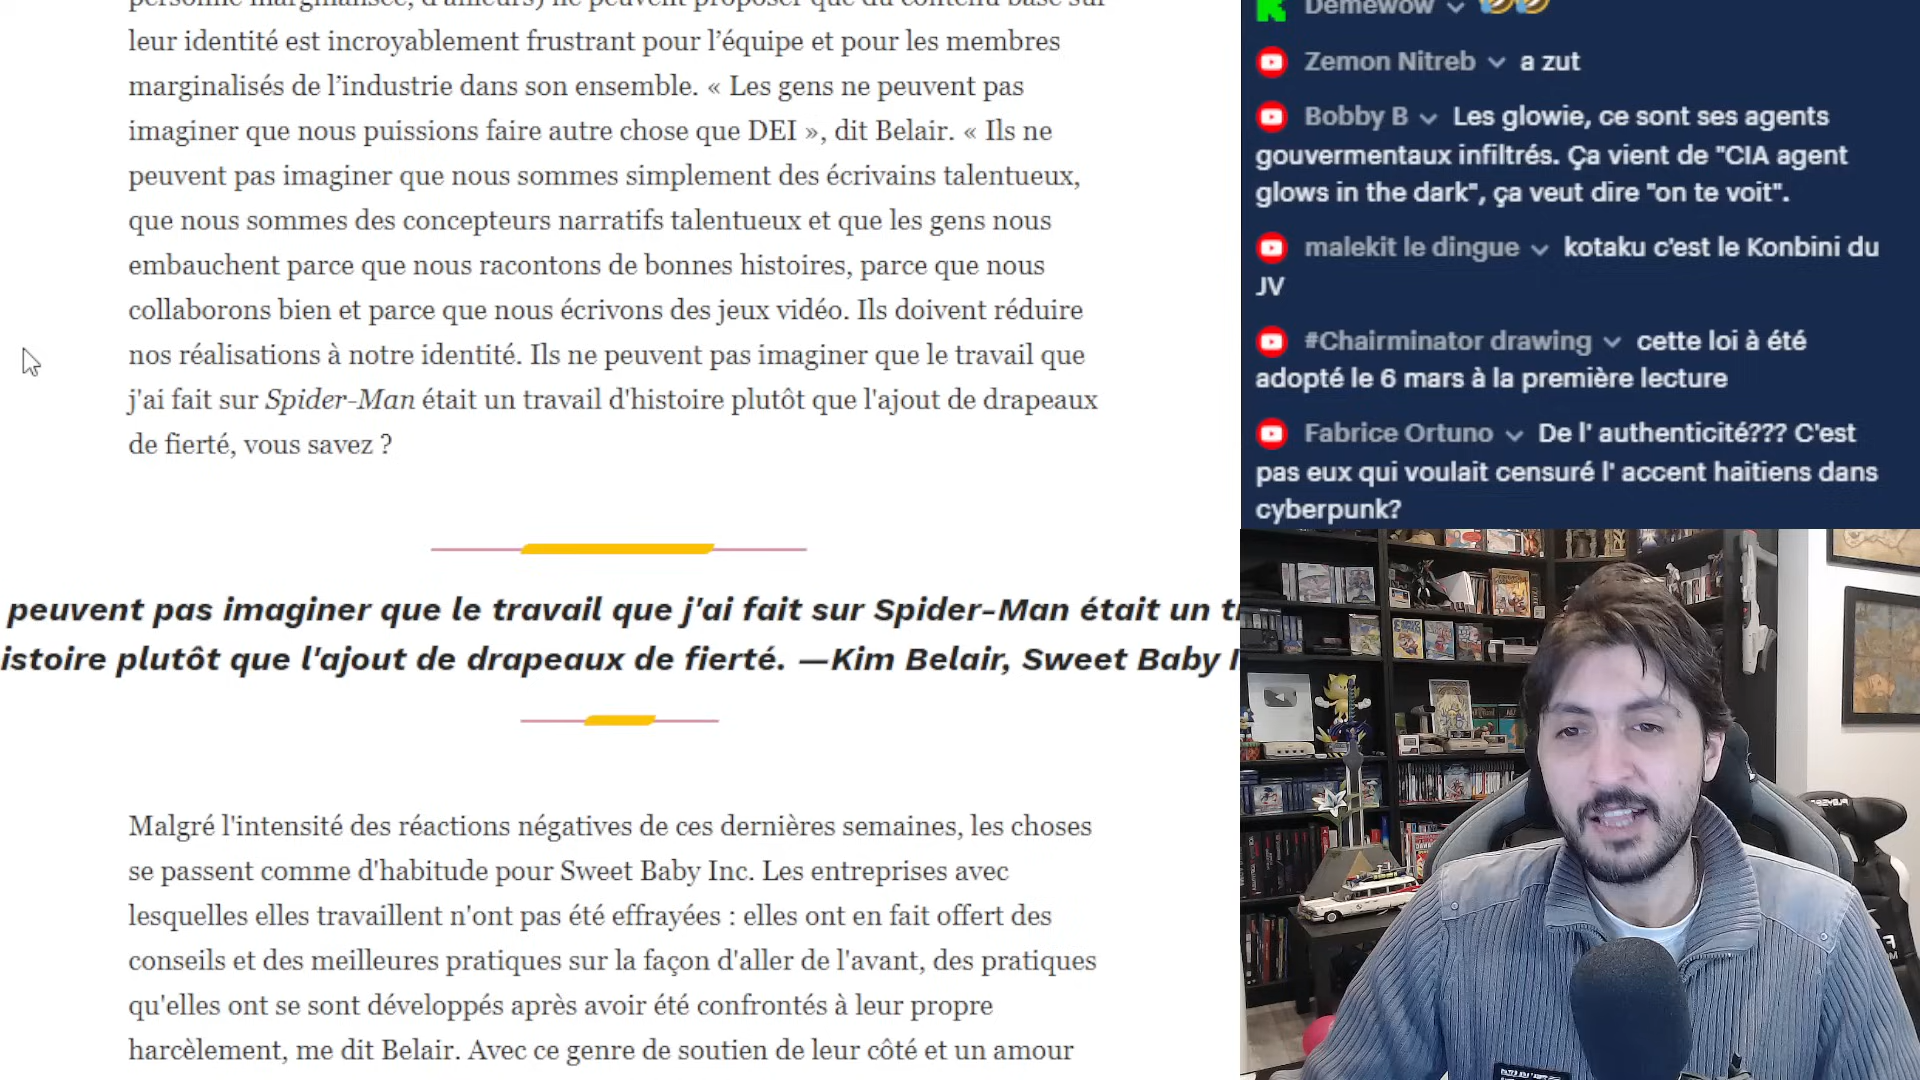 personne marginalisée, d'ailleurs) ne peuvent proposer que du contenu basé sur
leur identité est incroyablement frustrant pour l'équipe et pour les membres
marginalisés de l'industrie dans son ensemble. « Les gens ne peuvent pas
imaginer que nous puissions faire autre chose que DEI », dit Belair. « Ils ne
peuvent pas imaginer que nous sommes simplement des écrivains talentueux,
que nous sommes des concepteurs narratifs talentueux et que les gens nous
embauchent parce que nous racontons de bonnes histoires, parce que nous
collaborons bien et parce que nous écrivons des jeux vidéo. Ils doivent réduire
nos réalisations à notre identité. Ils ne peuvent pas imaginer que le travail que
j'ai fait sur Spider-Man était un travail d'histoire plutôt que l'ajout de drapeaux
de fierté, vous savez ?
peuvent pas imaginer que le travail que j'ai fait sur Spider-Man était un t
istoire plutôt que l'ajout de drapeaux de fierté. —Kim Belair, Sweet Baby I
Malgré l'intensité des réactions négatives de ces dernières semaines, les choses
se passent comme d'habitude pour Sweet Baby Inc. Les entreprises avec
lesquelles elles travaillent n'ont pas été effrayées : elles ont en fait offert des
conseils et des meilleures pratiques sur la façon d'aller de l'avant, des pratiques
qu'elles ont se sont développés après avoir été confrontés à leur propre
harcèlement, me dit Belair. Avec ce genre de soutien de leur côté et un amour
Demewow 🤣🤣
Zemon Nitreb a zut
Bobby B Les glowie, ce sont ses agents
gouvermentaux infiltrés. Ça vient de "CIA agent
glows in the dark", ça veut dire "on te voit".
malekit le dingue kotaku c'est le Konbini du
JV
#Chairminator drawing cette loi à été
adopté le 6 mars à la première lecture
Fabrice Ortuno De l' authenticité??? C'est
pas eux qui voulait censuré l' accent haitiens dans
cyberpunk?